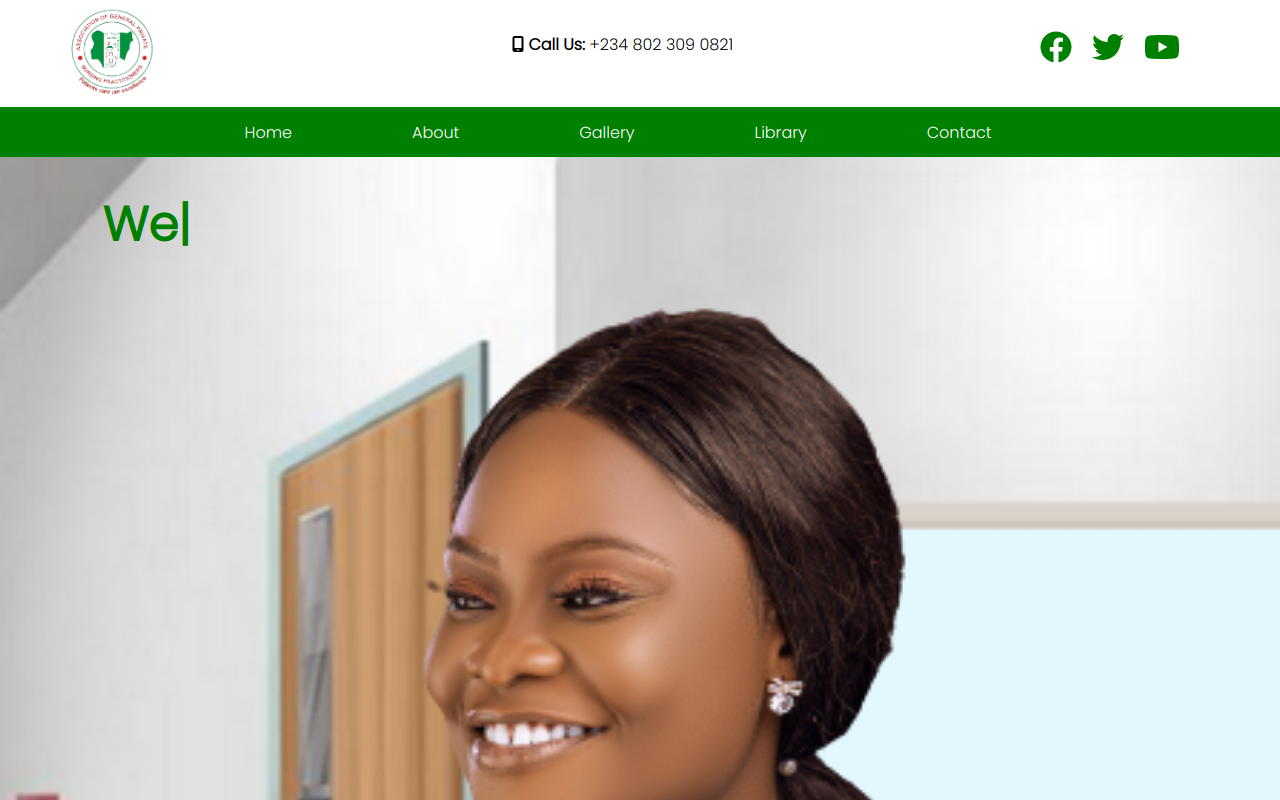 ASSOCIATION OF GENERAL PRIVATE
NURSING PRACTITIONERS
Patients care per excellence
Call Us: +234 802 309 0821
Home
About
Gallery
Library
Contact
We